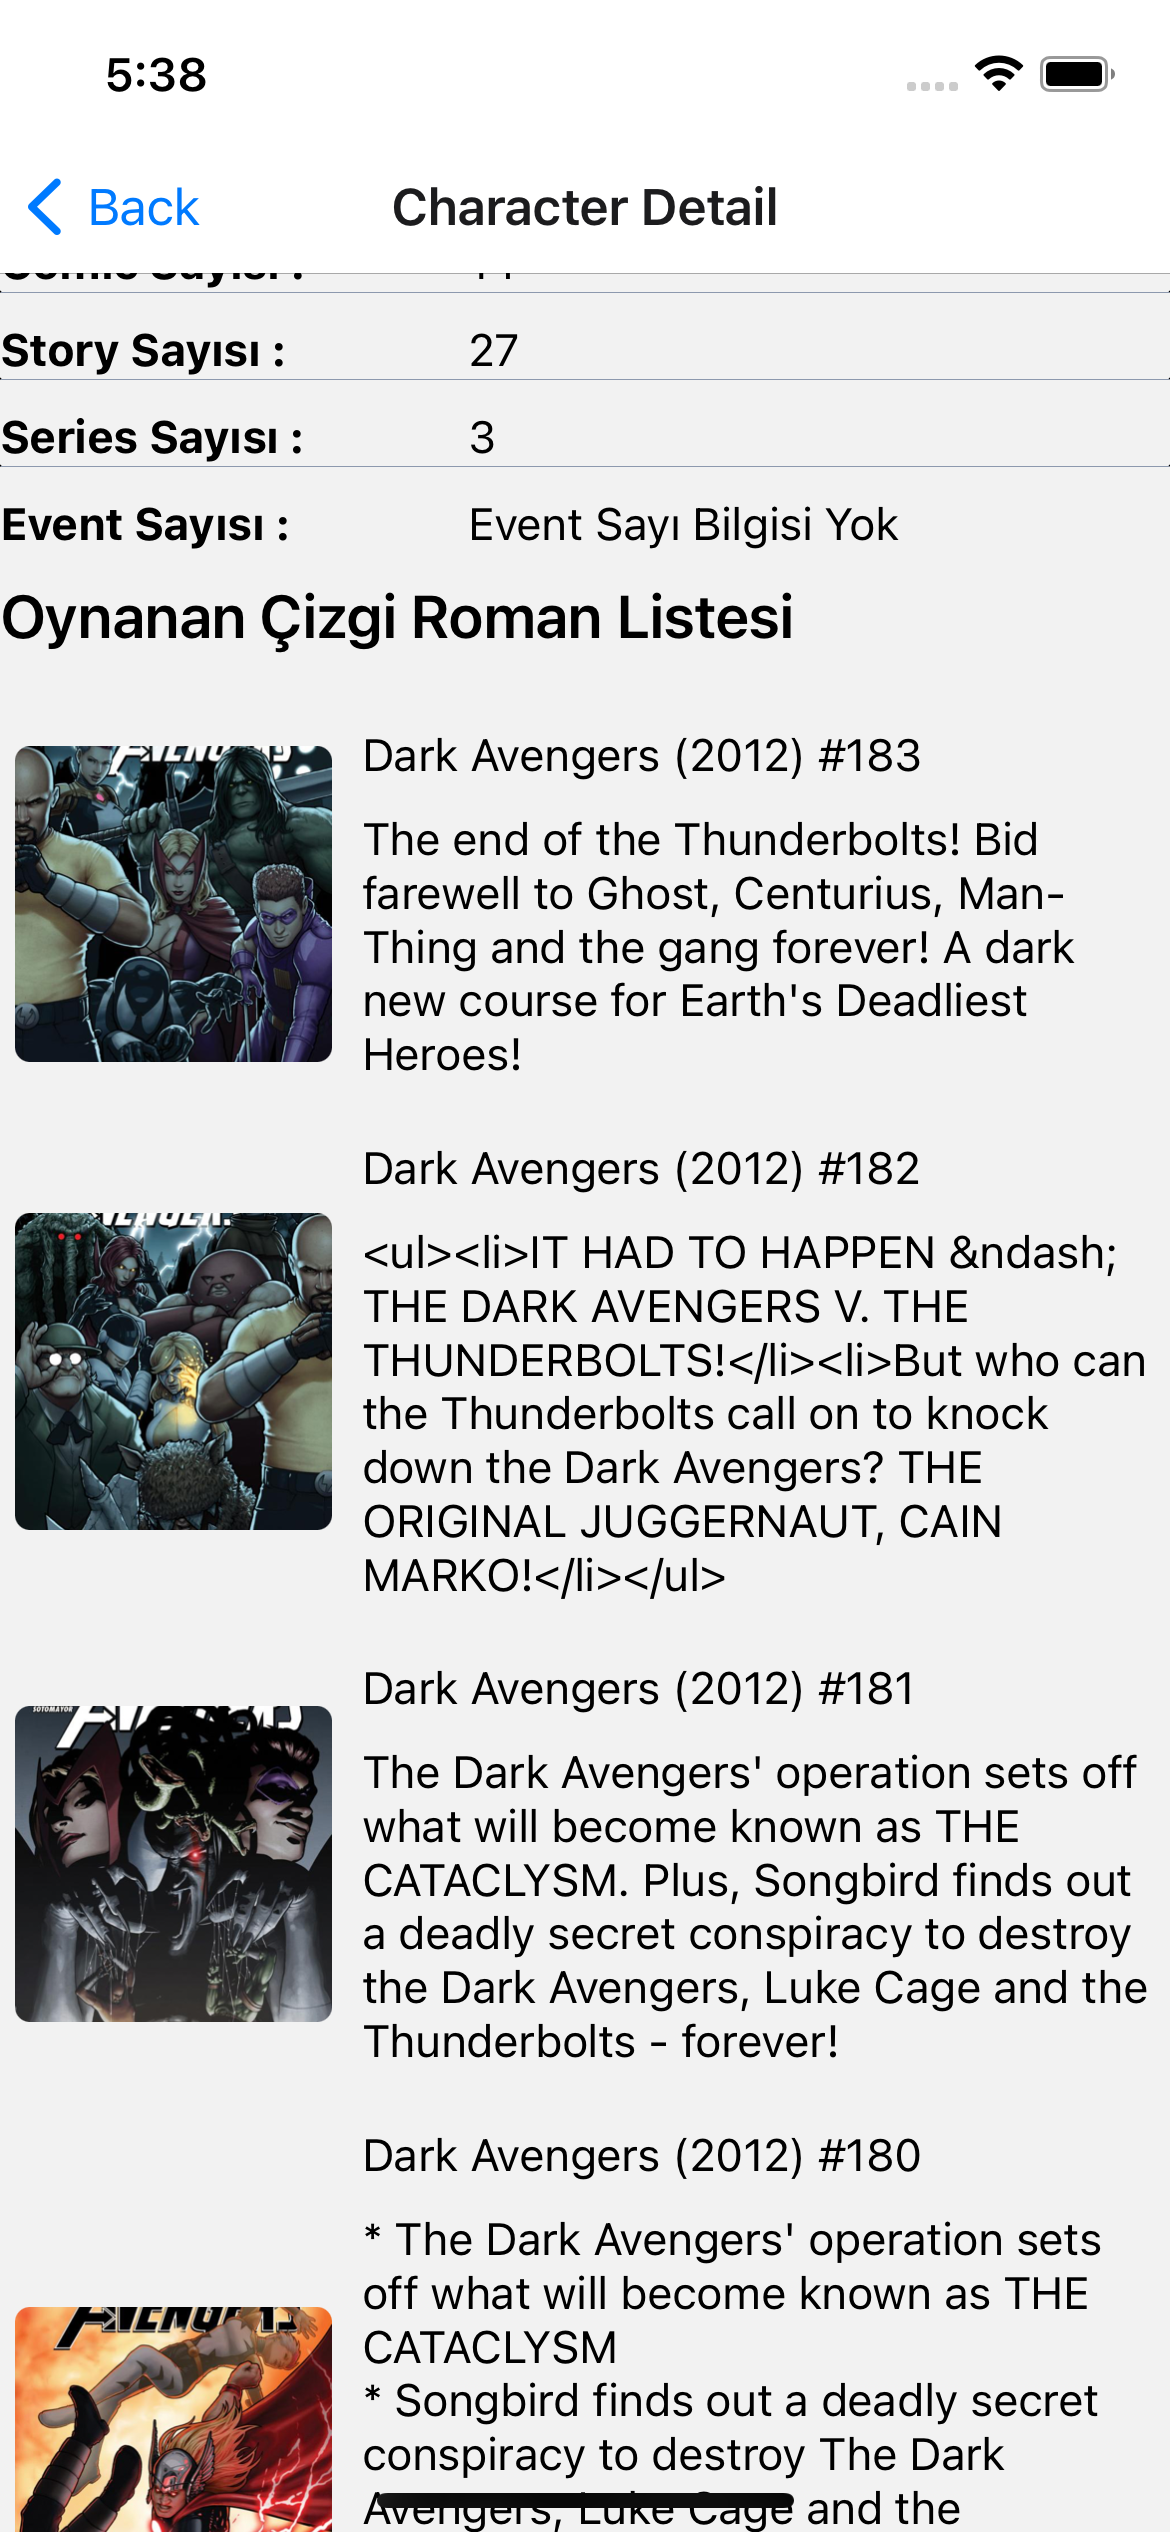 5:38
Back
Character Detail
Comic Sayısı :
Story Sayısı :
27
Series Sayısı :
3
Event Sayısı :
Event Sayı Bilgisi Yok
Oynanan Çizgi Roman Listesi
Dark Avengers (2012) #183
The end of the Thunderbolts! Bid
farewell to Ghost, Centurius, Man-
Thing and the gang forever! A dark
new course for Earth's Deadliest
Heroes!
Dark Avengers (2012) #182
<ul><li>IT HAD TO HAPPEN &ndash;
THE DARK AVENGERS V. THE
THUNDERBOLTS!</li><li>But who can
the Thunderbolts call on to knock
down the Dark Avengers? THE
ORIGINAL JUGGERNAUT, CAIN
MARKO!</li></ul>
SOTOMAYOR
Dark Avengers (2012) #181
The Dark Avengers' operation sets off
what will become known as THE
CATACLYSM. Plus, Songbird finds out
a deadly secret conspiracy to destroy
the Dark Avengers, Luke Cage and the
Thunderbolts - forever!
AVENGERS
Dark Avengers (2012) #180
* The Dark Avengers' operation sets
off what will become known as THE
CATACLYSM
* Songbird finds out a deadly secret
conspiracy to destroy The Dark
Avengers, Luke Cage and the